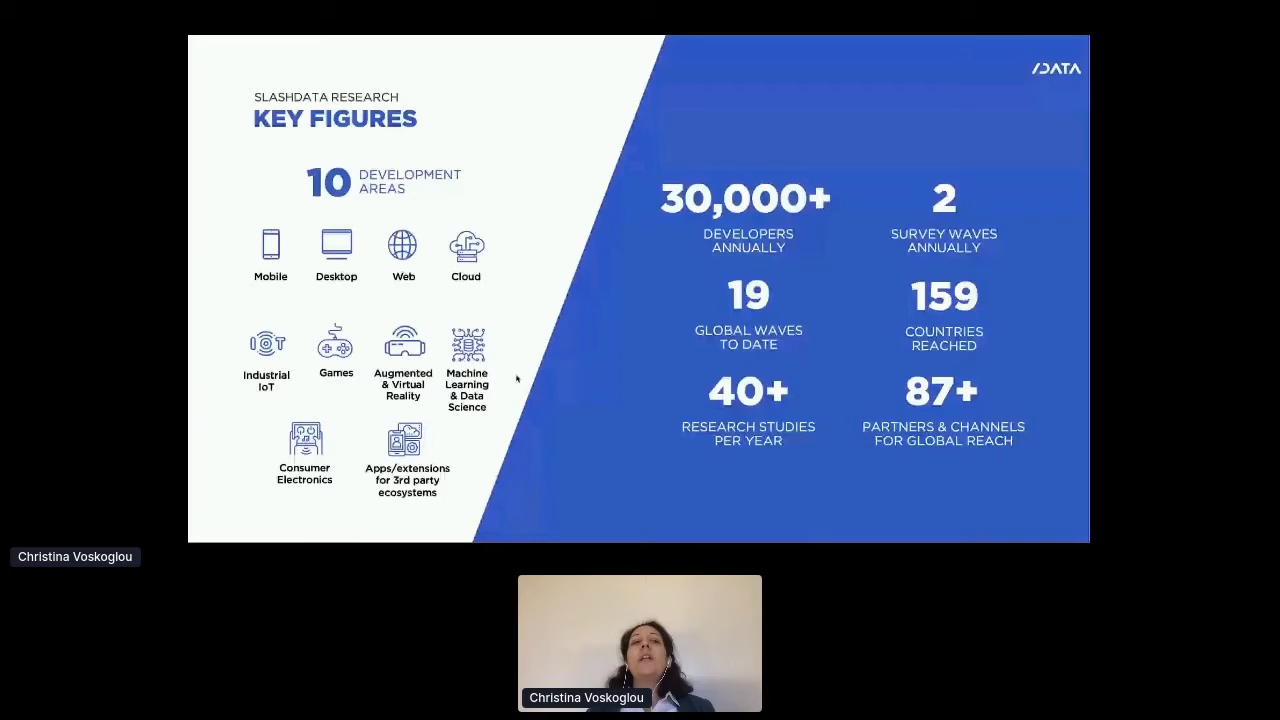 /DATA
SLASHDATA RESEARCH
KEY FIGURES
10 DEVELOPMENT
AREAS
Mobile
Desktop
Web
Cloud
IOT
Industrial
IoT
Games
Augmented
& Virtual
Reality
Machine
Learning
& Data
Science
Consumer
Electronics
Apps/extensions
for 3rd party
ecosystems
30,000+
DEVELOPERS
ANNUALLY
2
SURVEY WAVES
ANNUALLY
19
GLOBAL WAVES
TO DATE
159
COUNTRIES
REACHED
40+
RESEARCH STUDIES
PER YEAR
87+
PARTNERS & CHANNELS
FOR GLOBAL REACH
Christina Voskoglou
Christina Voskoglou